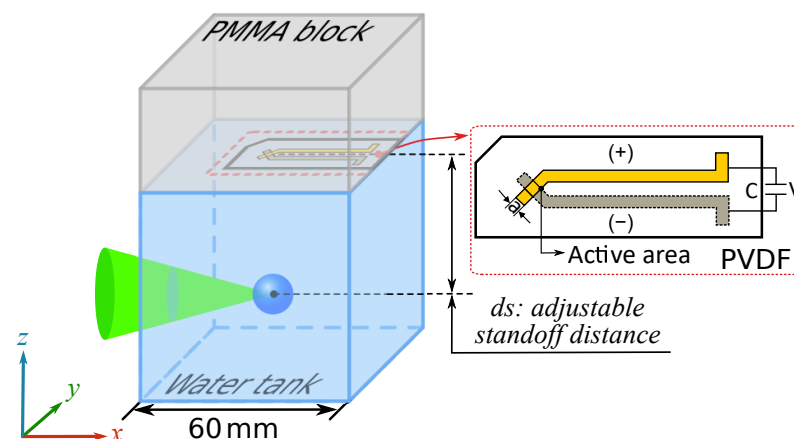 PMMA block
(+)
C
V
a
(−)
Active area
PVDF
ds: adjustable
standoff distance
z
y
x
Water tank
60 mm